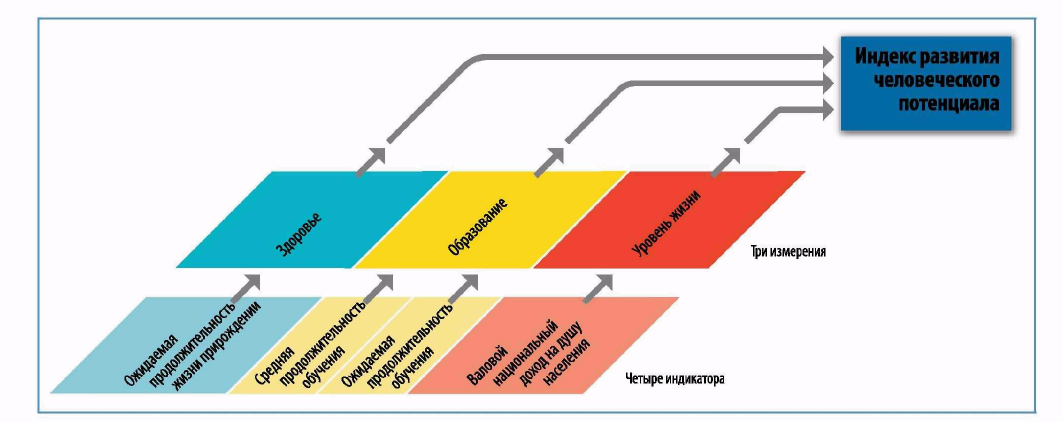 Индекс развития
человеческого
потенциала
Здоровье
Образование
Уровень жизни
Три измерения
Ожидаемая
продолжительность
жизни прирождении
Средняя
продолжительность
обучения
Ожидаемая
продолжительность
обучения
Валовой
национальный
доход на душу
населения
Четыре индикатора